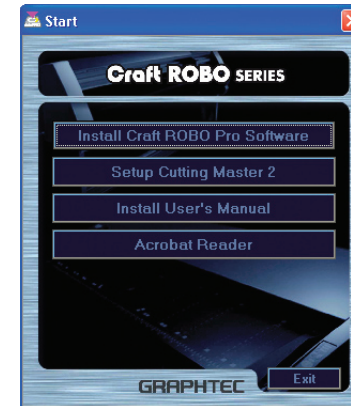 Start
Craft ROBO SERIES
Install Craft ROBO Pro Software
Setup Cutting Master 2
Install User's Manual
Acrobat Reader
Exit
GRAPHTEC